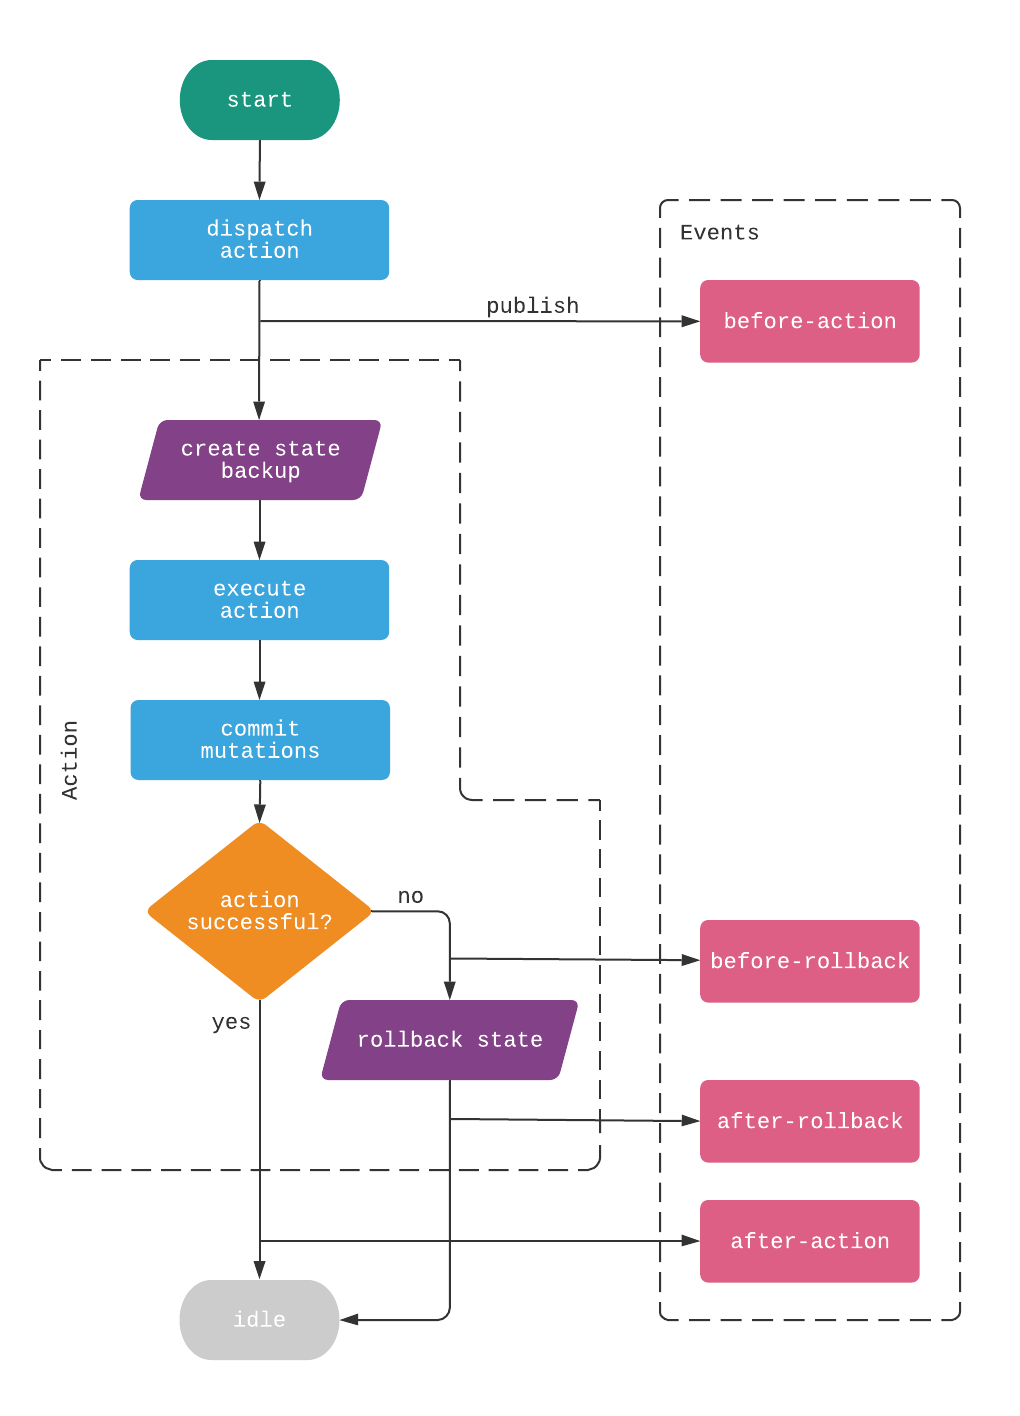 start
dispatch
action
Events
publish
before-action
create state
backup
execute
action
commit
mutations
Action
action
successful?
no
before-rollback
yes
rollback state
after-rollback
after-action
idle